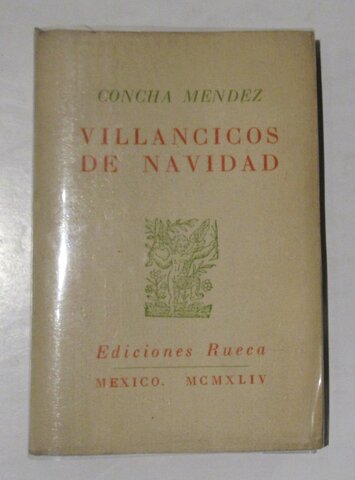 CONCHA MENDEZ
VILLANCICOS
DE NAVIDAD
Ediciones Rueca
MEXICO, MCMXLIV